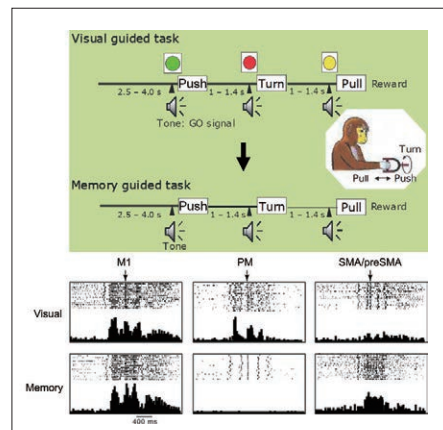 Visual guided task
Push
Turn
Pull
Reward
2.5 – 4.0 s
1 – 1.4 s
1 – 1.4 s
Tone: GO signal
Turn
Pull
Push
Memory guided task
Push
Turn
Pull
Reward
2.5 – 4.0 s
1 – 1.4 s
1 – 1.4 s
Tone
M1
PM
SMA/preSMA
Visual
Memory
400 ms